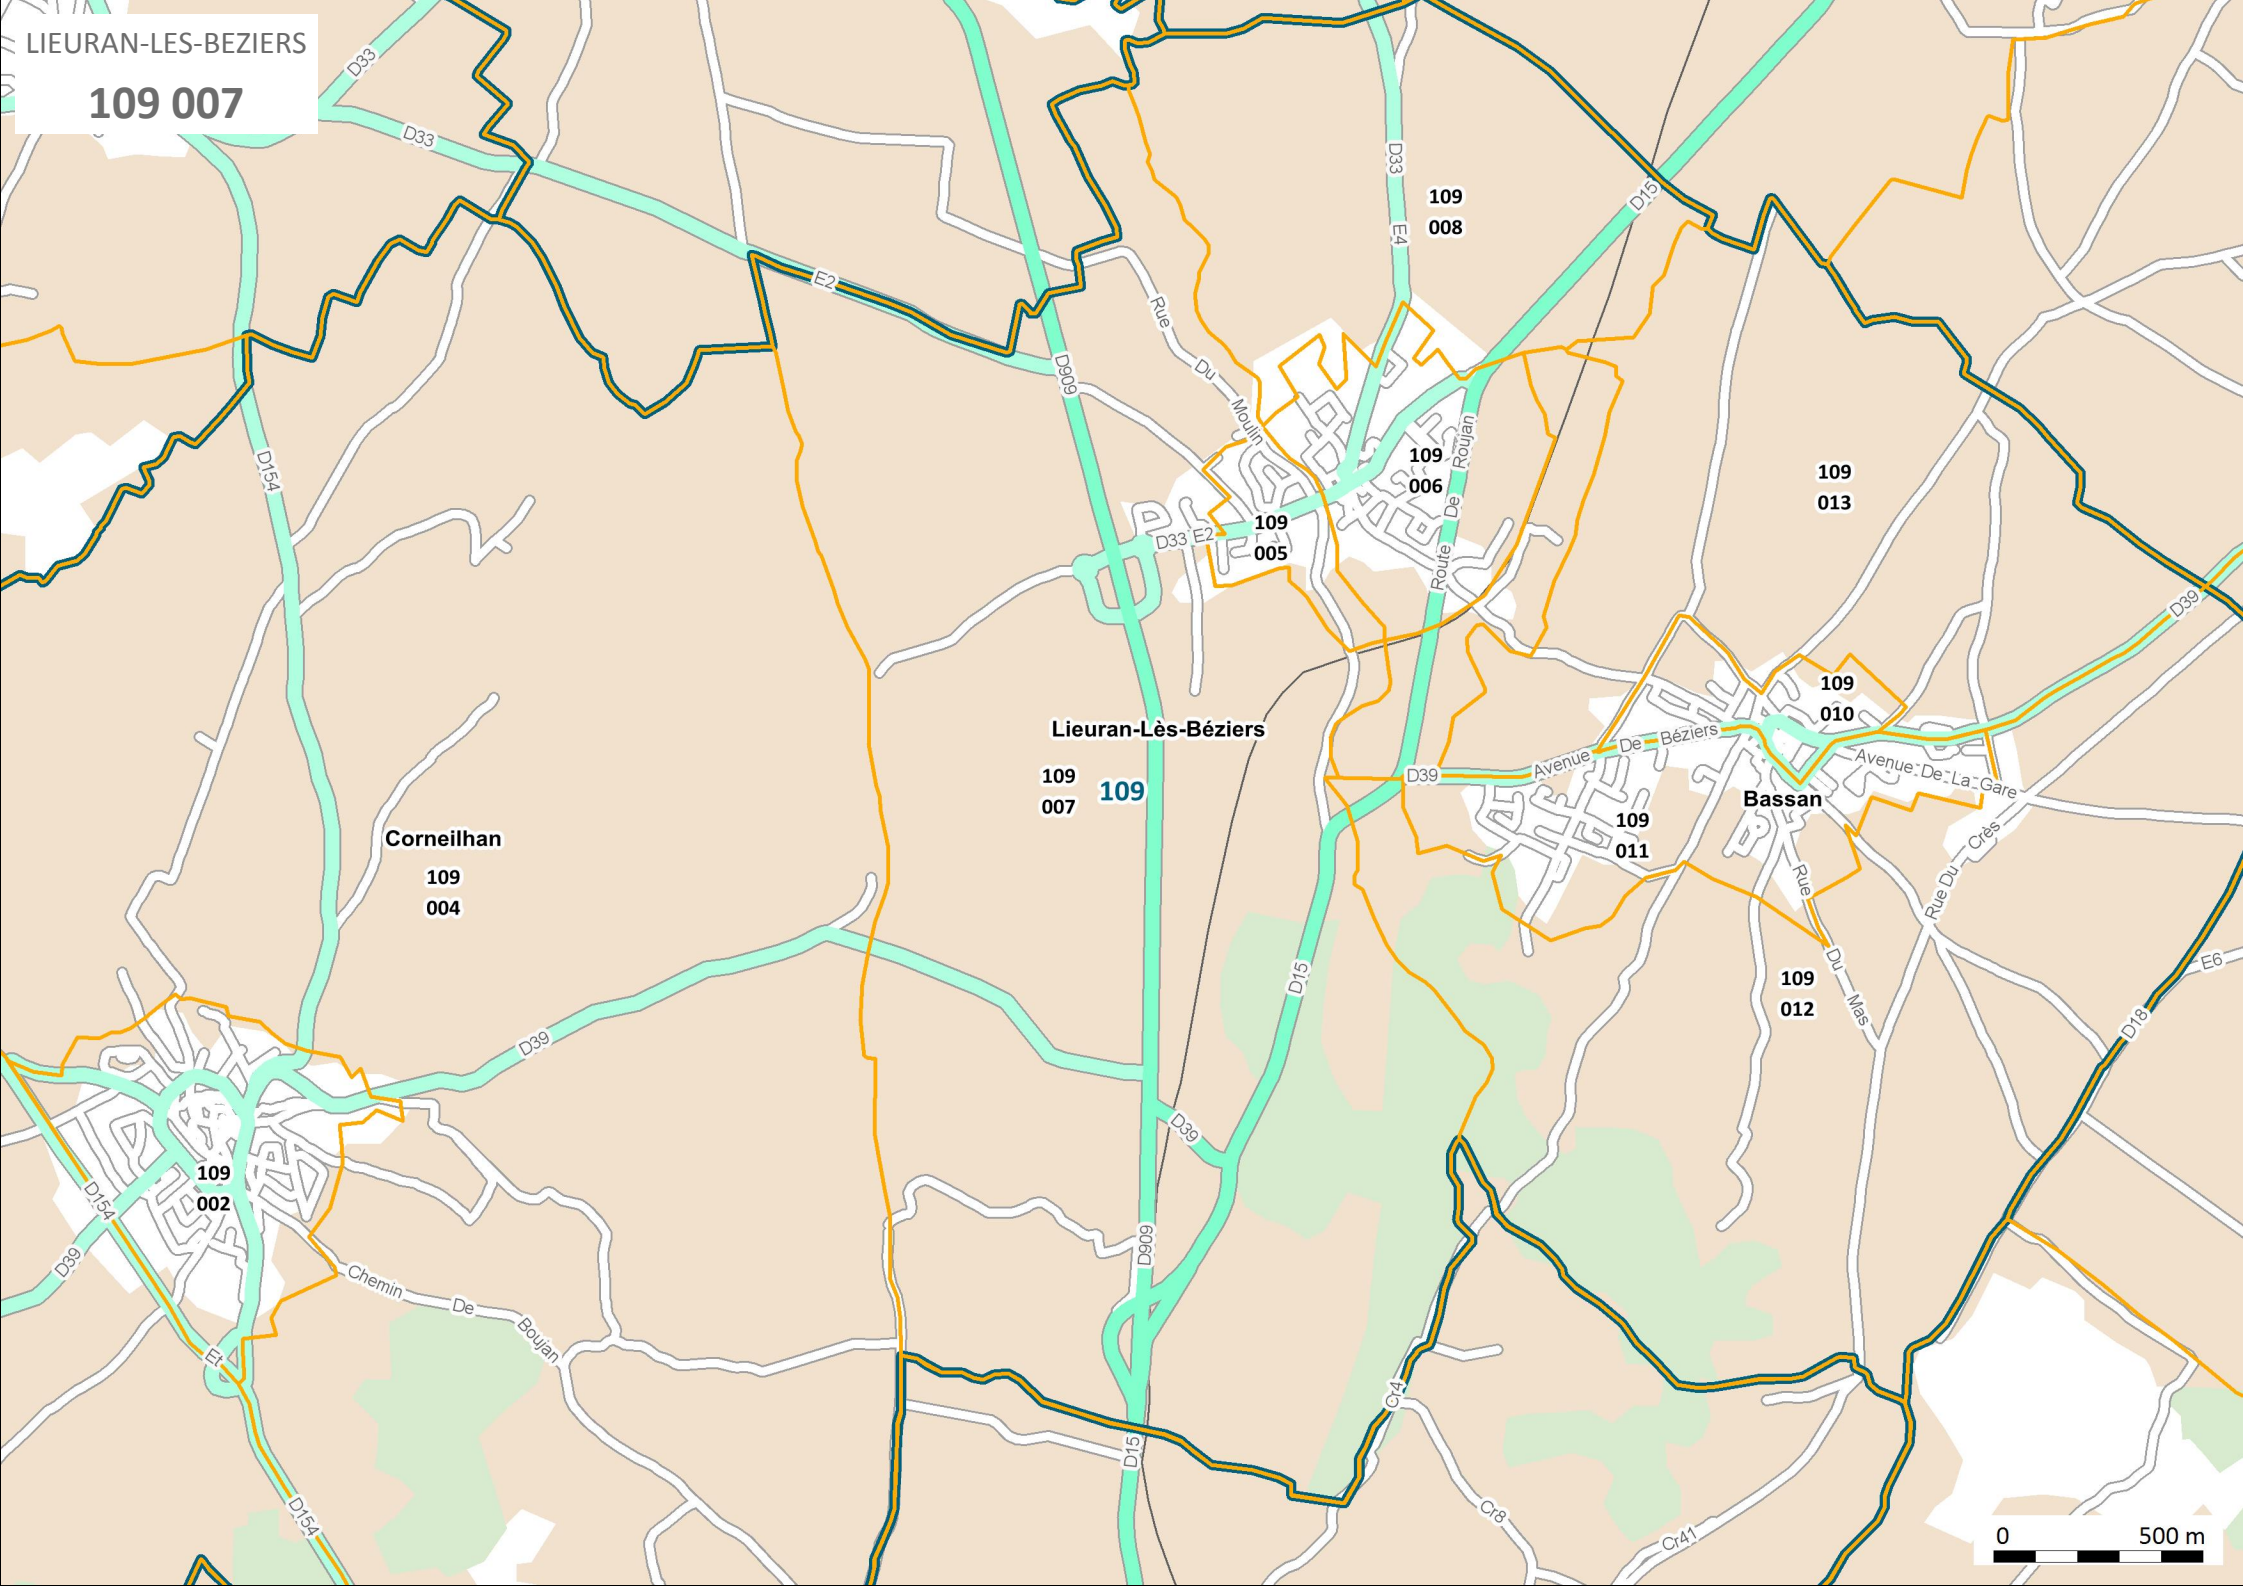 LIEURAN-LES-BEZIERS
109 007
D33
D33
D33
E4
109
008
D15
E2
Rue
Du
Moulin
D909
D154
Route De Roujan
109
006
109
013
D33 E2
109
005
D39
109
010
Lieuran-Lès-Béziers
109
007
109
D39
Avenue De Béziers
Avenue De La Gare
Bassan
109
011
Corneilhan
109
004
Rue
Du
Mas
Rue Du Crès
109
012
E6
D18
D15
D39
D39
109
002
D154
D39
D909
Chemin De Boujan
Et
Cr4
D15
D154
Cr8
Cr41
0 500 m